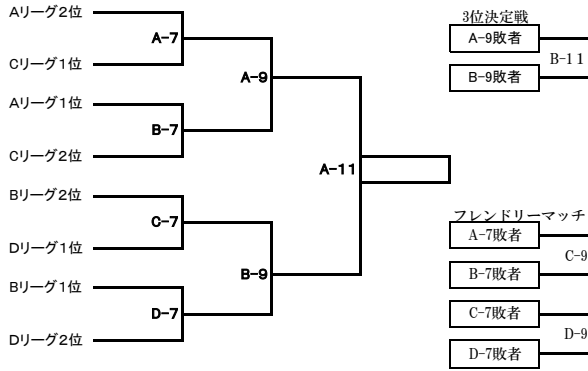 Aリーグ2位
A-7
Cリーグ1位
A-9
Aリーグ1位
B-7
Cリーグ2位
A-11
Bリーグ2位
C-7
Dリーグ1位
B-9
Bリーグ1位
D-7
Dリーグ2位
3位決定戦
A-9敗者
B-11
B-9敗者
フレンドリーマッチ
A-7敗者
C-9
B-7敗者
C-7敗者
D-9
D-7敗者